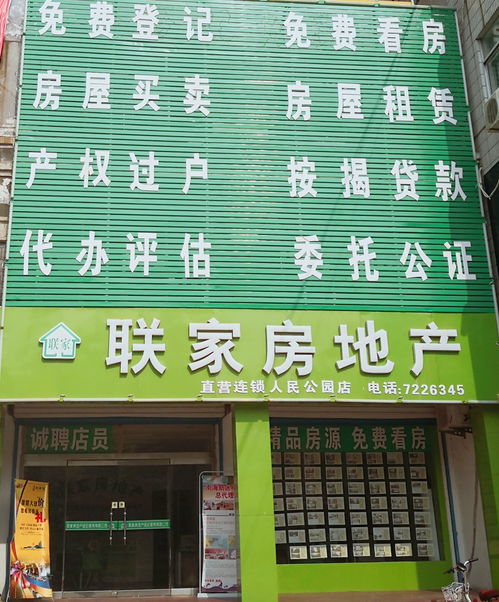 免费登记 免费看房
房屋买卖 房屋租赁
产权过户 按揭贷款
代办评估 委托公证
联家 联家房地产
直营连锁 人民公园店 电话:7226345
诚聘店员
精品房源 免费看房
总代理